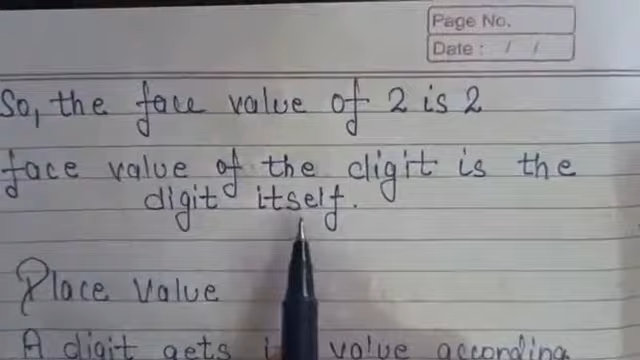 Page No.
Date : / /
So, the face value of 2 is 2
face value of the digit is the
digit itself.
Place Value
A digit gets value according